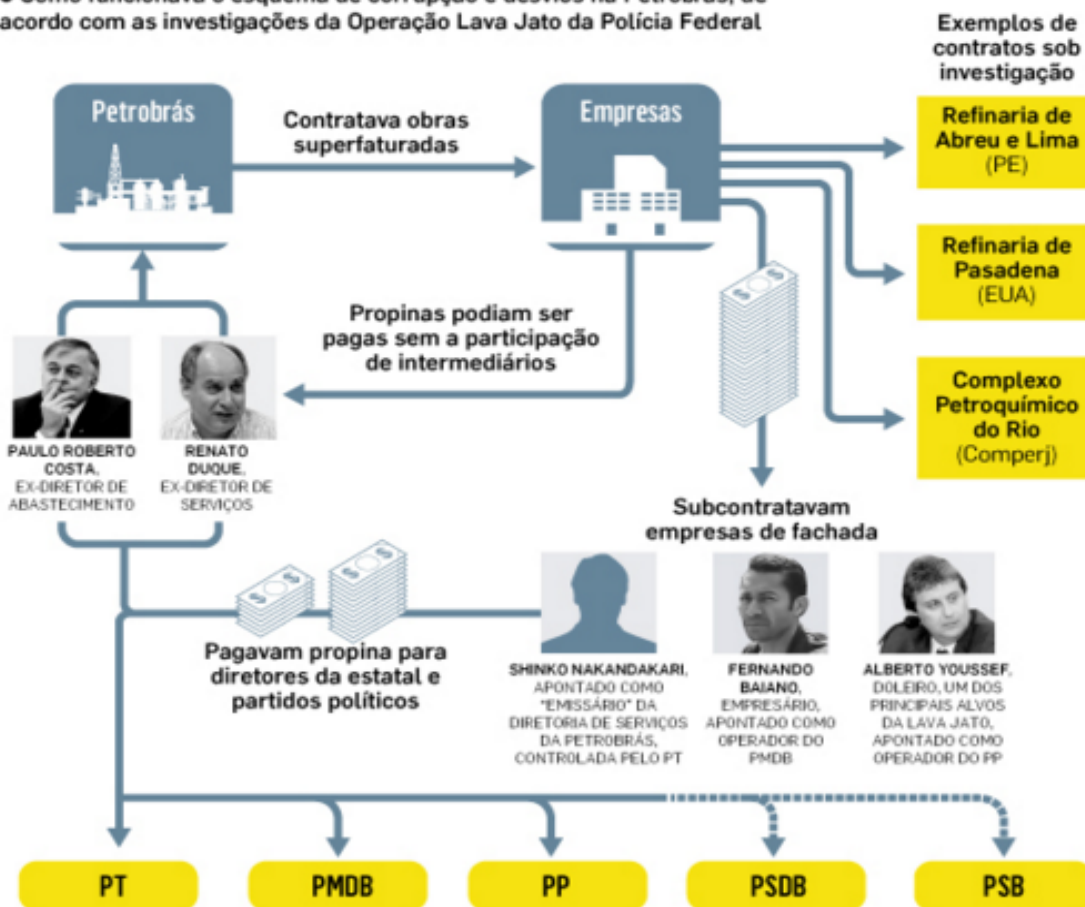 acordo com as investigações da Operação Lava Jato da Polícia Federal
Exemplos de
contratos sob
investigação
Petrobrás
Contratava obras
superfaturadas
Empresas
Refinaria de
Abreu e Lima
(PE)
Refinaria de
Pasadena
(EUA)
Complexo
Petroquímico
do Rio
(Comperj)
Propinas podiam ser
pagas sem a participação
de intermediários
PAULO ROBERTO
COSTA,
EX-DIRETOR DE
ABASTECIMENTO
RENATO
DUQUE,
EX-DIRETOR DE
SERVIÇOS
Subcontratavam
empresas de fachada
Pagavam propina para
diretores da estatal e
partidos políticos
SHINKO NAKANDAKARI,
APONTADO COMO
"EMISSÁRIO" DA
DIRETORIA DE SERVIÇOS
DA PETROBRÁS,
CONTROLADA PELO PT
FERNANDO
BAIANO,
EMPRESÁRIO,
APONTADO COMO
OPERADOR DO
PMDB
ALBERTO YOUSSEF,
DOLEIRO, UM DOS
PRINCIPAIS ALVOS
DA LAVA JATO,
APONTADO COMO
OPERADOR DO PP
PT
PMDB
PP
PSDB
PSB